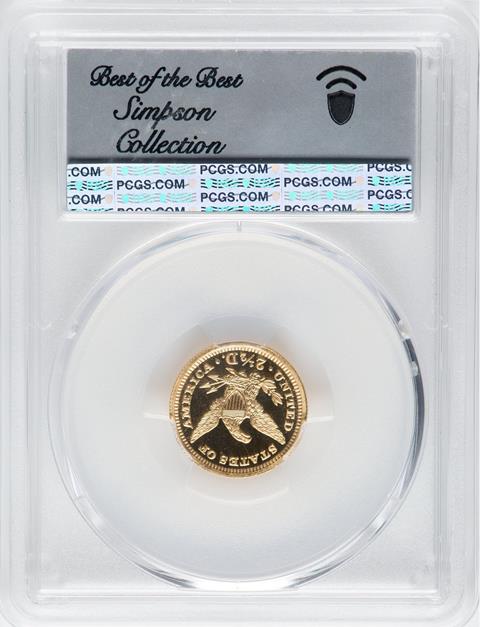 Best of the Best
Simpson
Collection
.COM PCGS.COM PCGS.C
PCGS.COM PCGS.COM
.COM PCGS.COM PCGS.C
PCGS.COM PCGS.COM
UNITED STATES OF AMERICA · 2½ D. ·